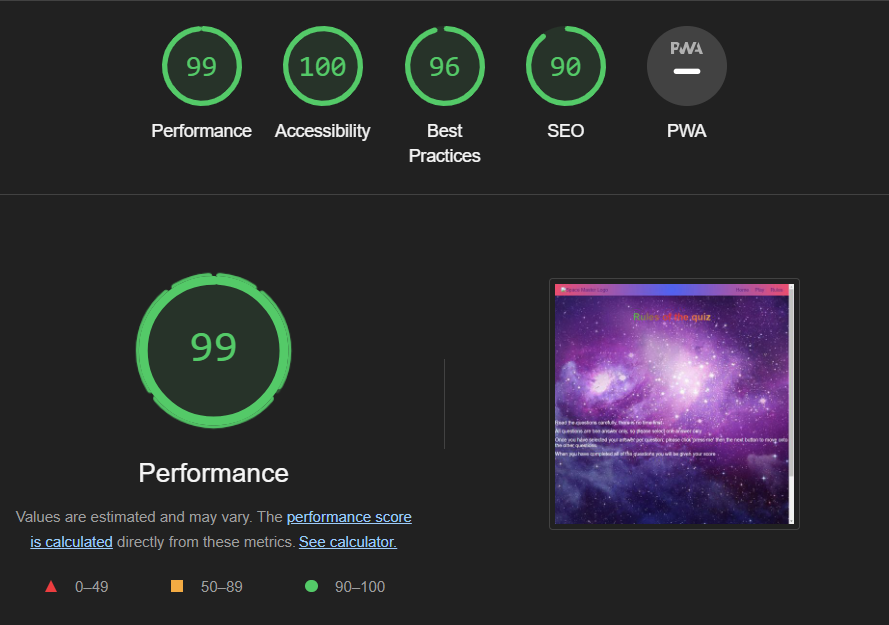 99
100
96
90
PWA
Performance
Accessibility
Best
Practices
SEO
PWA
99
Performance
Values are estimated and may vary. The performance score
is calculated directly from these metrics. See calculator.
0–49
50–89
90–100
Home Play Rules
Rules of the quiz
Read the questions carefully, there is no time limit
All questions are one answer only, so please select one answer only
Once you have selected your answer per question, please click 'press me' then the next button to move onto
the other questions.
When you have completed all of the questions you will be given your score